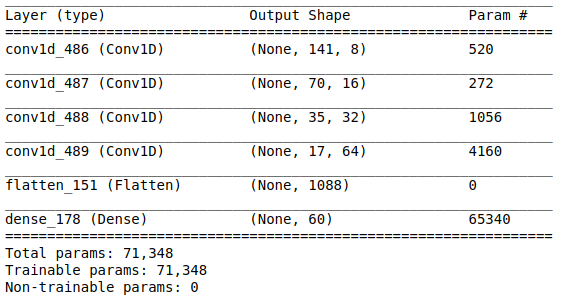 Layer (type) Output Shape Param #
conv1d_486 (Conv1D) (None, 141, 8) 520
conv1d_487 (Conv1D) (None, 70, 16) 272
conv1d_488 (Conv1D) (None, 35, 32) 1056
conv1d_489 (Conv1D) (None, 17, 64) 4160
flatten_151 (Flatten) (None, 1088) 0
dense_178 (Dense) (None, 60) 65340
Total params: 71,348
Trainable params: 71,348
Non-trainable params: 0